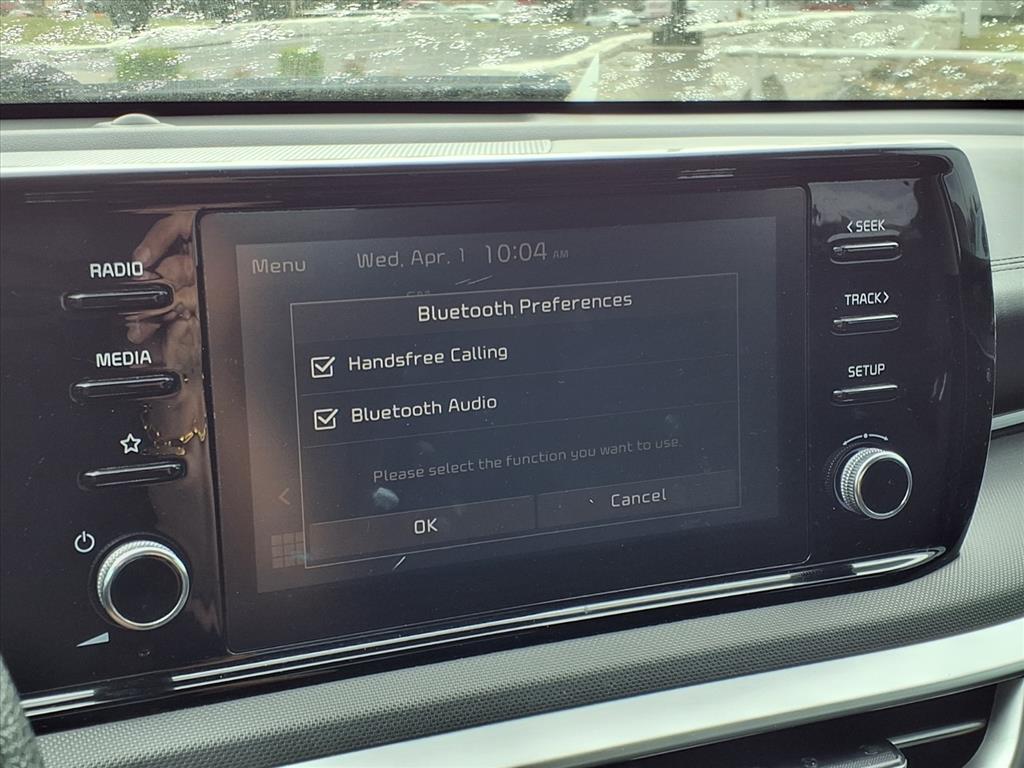 Menu
Wed, Apr. 1 10:04 AM
Bluetooth Preferences
Handsfree Calling
Bluetooth Audio
Please select the function you want to use.
OK
Cancel
RADIO
MEDIA
< SEEK
TRACK >
SETUP